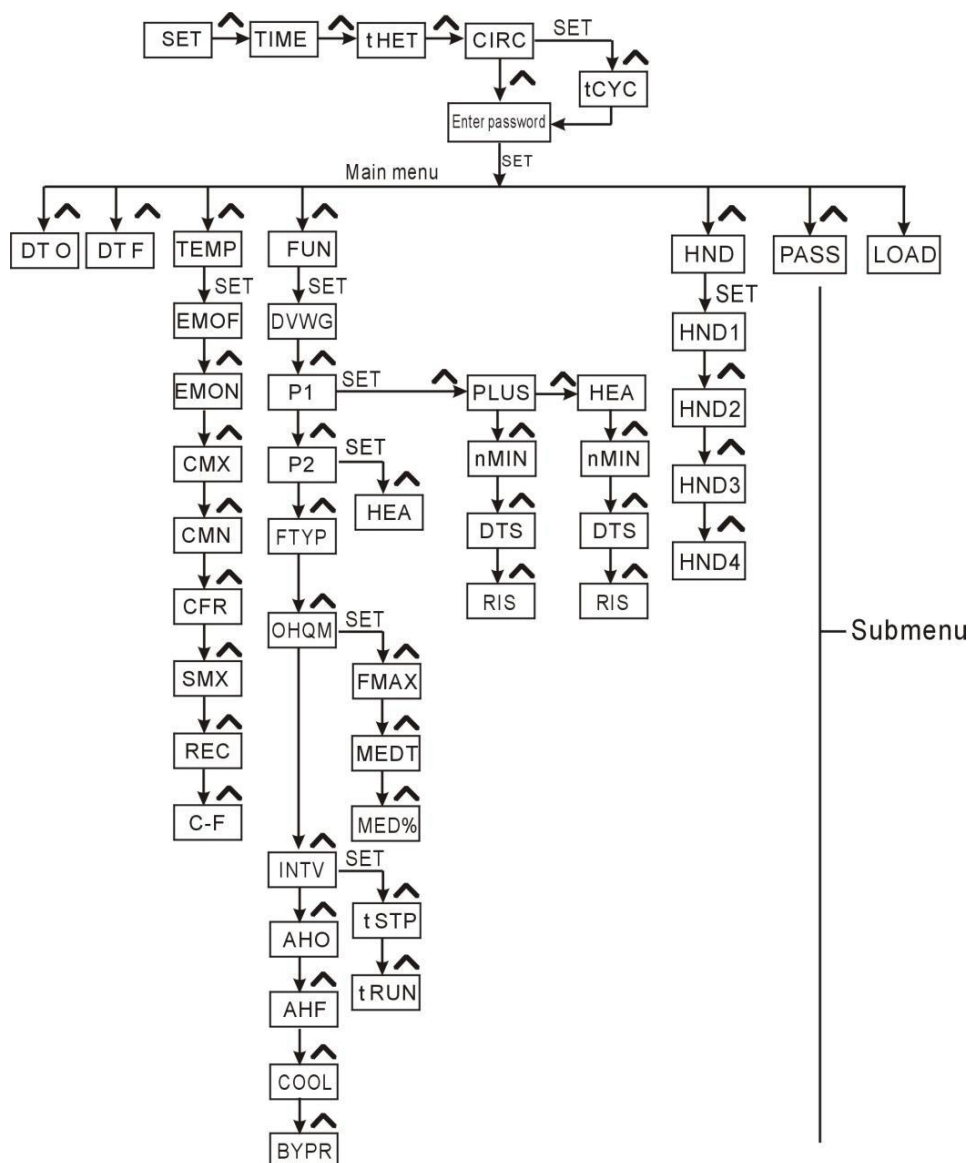 SET TIME tHET CIRC SET
tCYC
Enter password
SET
Main menu
DT O DT F TEMP FUN HND PASS LOAD
SET SET SET
EMOF DVWG HND1
EMON P1 SET PLUS HEA HND2
CMX P2 SET nMIN nMIN HND3
HEA
CMN FTYP DTS DTS HND4
CFR OHQM SET RIS RIS Submenu
SMX FMAX
REC MEDT
C-F MED%
INTV SET
AHO tSTP
AHF tRUN
COOL
BYPR